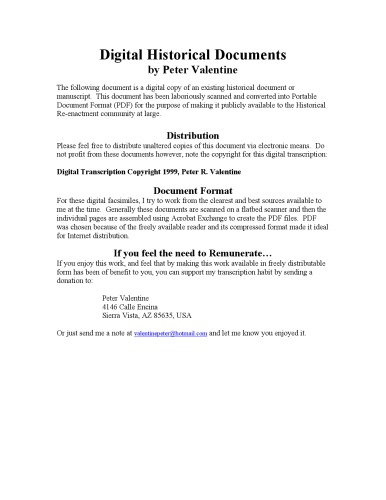 Digital Historical Documents
by Peter Valentine
The following document is a digital copy of an existing historical document or
manuscript.  This document has been laboriously scanned and converted into Portable
Document Format (PDF) for the purpose of making it publicly available to the Historical
Re-enactment community at large.
Distribution
Please feel free to distribute unaltered copies of this document via electronic means.  Do
not profit from these documents however, note the copyright for this digital transcription:
Digital Transcription Copyright 1999, Peter R. Valentine
Document Format
For these digital facsimiles, I try to work from the clearest and best sources available to
me at the time.  Generally these documents are scanned on a flatbed scanner and then the
individual pages are assembled using Acrobat Exchange to create the PDF files.  PDF
was chosen because of the freely available reader and its compressed format made it ideal
for Internet distribution.
If you feel the need to Remunerate…
If you enjoy this work, and feel that by making this work available in freely distributable
form has been of benefit to you, you can support my transcription habit by sending a
donation to:
Peter Valentine
4146 Calle Encina
Sierra Vista, AZ 85635, USA
Or just send me a note at valentinepeter@hotmail.com and let me know you enjoyed it.